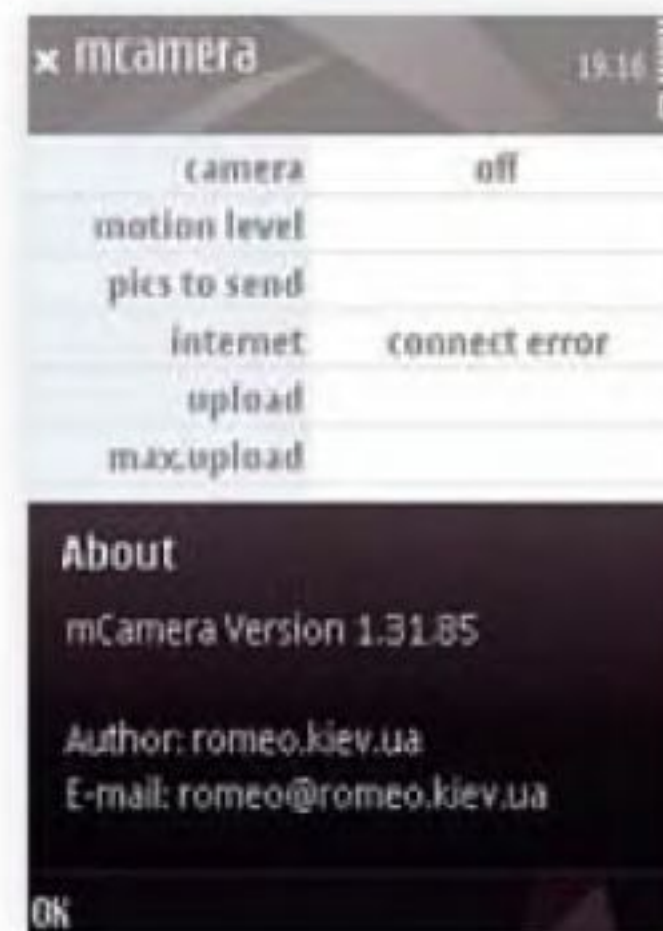 × mcamera 19.16
camera off
motion level
pics to send
internet connect error
upload
max.upload
About
mCamera Version 1.31.85
Author: romeo.kiev.ua
E-mail: romeo@romeo.kiev.ua
OK